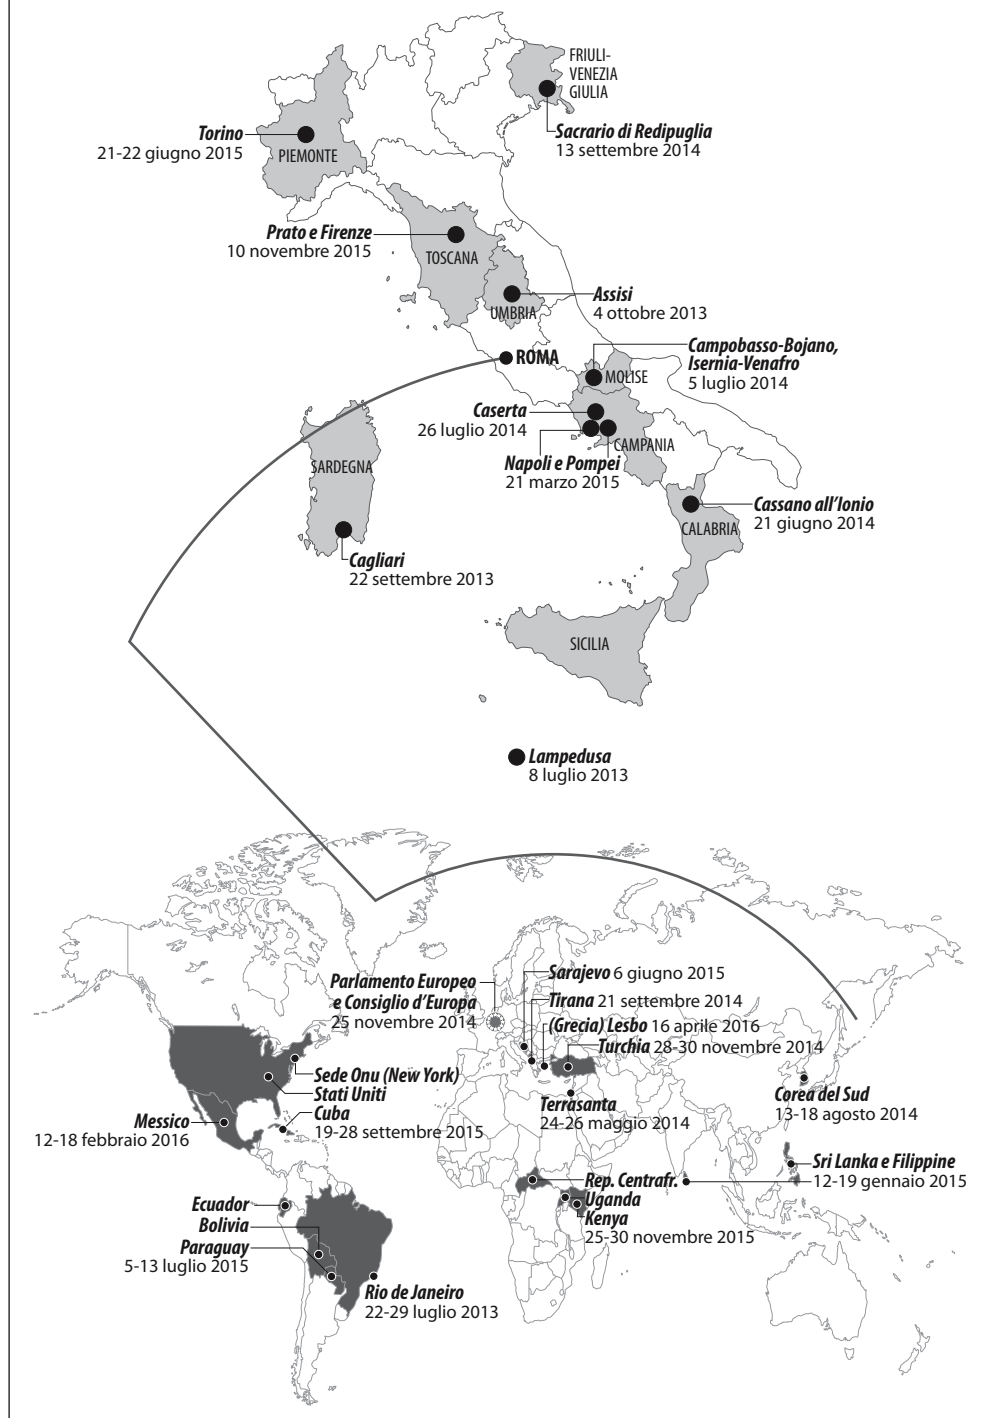 FRIULI-
VENEZIA
GIULIA
Sacrario di Redipuglia
13 settembre 2014
Torino
21-22 giugno 2015
PIEMONTE
Prato e Firenze
10 novembre 2015
TOSCANA
Assisi
4 ottobre 2013
UMBRIA
ROMA
Campobasso-Bojano,
Isernia-Venafro
5 luglio 2014
MOLISE
Caserta
26 luglio 2014
CAMPANIA
Napoli e Pompei
21 marzo 2015
SARDEGNA
Cassano all'Ionio
21 giugno 2014
CALABRIA
Cagliari
22 settembre 2013
SICILIA
Lampedusa
8 luglio 2013
Parlamento Europeo
e Consiglio d'Europa
25 novembre 2014
Sarajevo 6 giugno 2015
Tirana 21 settembre 2014
(Grecia) Lesbo 16 aprile 2016
Turchia 28-30 novembre 2014
Sede Onu (New York)
Stati Uniti
Cuba
19-28 settembre 2015
Messico
12-18 febbraio 2016
Terrasanta
24-26 maggio 2014
Corea del Sud
13-18 agosto 2014
Sri Lanka e Filippine
12-19 gennaio 2015
Rep. Centrafr.
Uganda
Kenya
25-30 novembre 2015
Ecuador
Bolivia
Paraguay
5-13 luglio 2015
Rio de Janeiro
22-29 luglio 2013